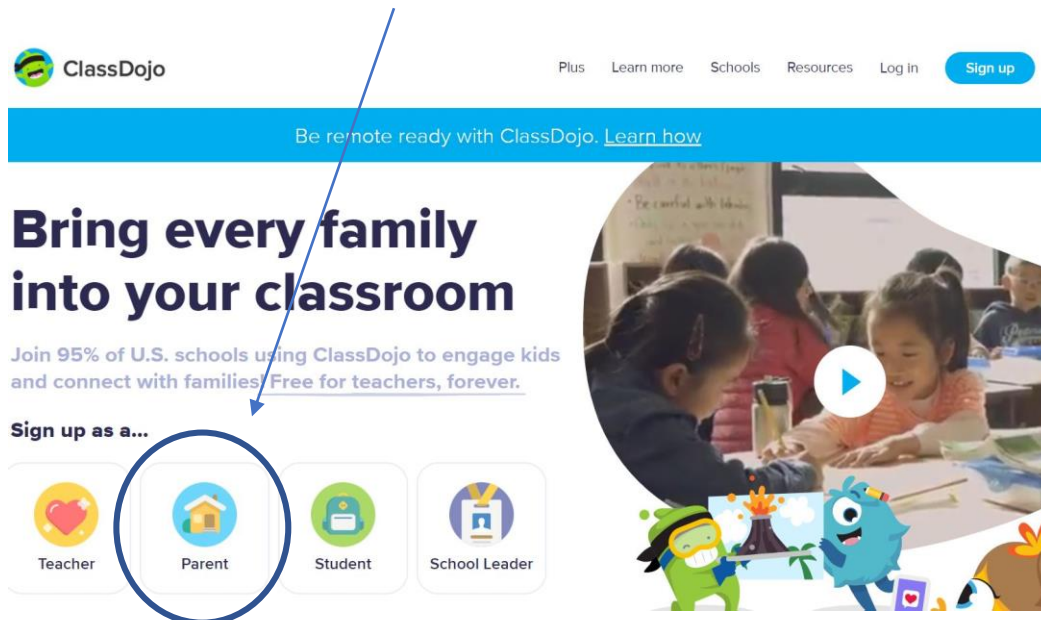 ClassDojo
Plus Learn more Schools Resources Log in Sign up
Be remote ready with ClassDojo. Learn how
Bring every family
into your classroom
Join 95% of U.S. schools using ClassDojo to engage kids
and connect with families! Free for teachers, forever.
Sign up as a...
Teacher Parent Student School Leader